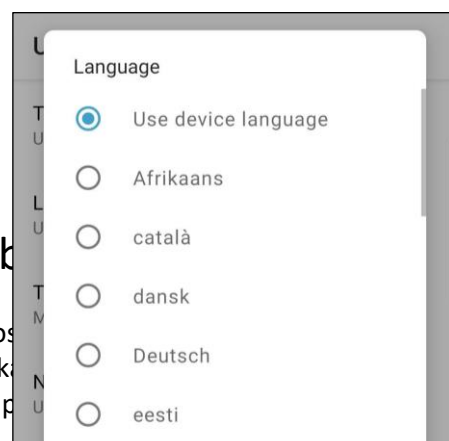 Language
Use device language
Afrikaans
català
dansk
Deutsch
eesti